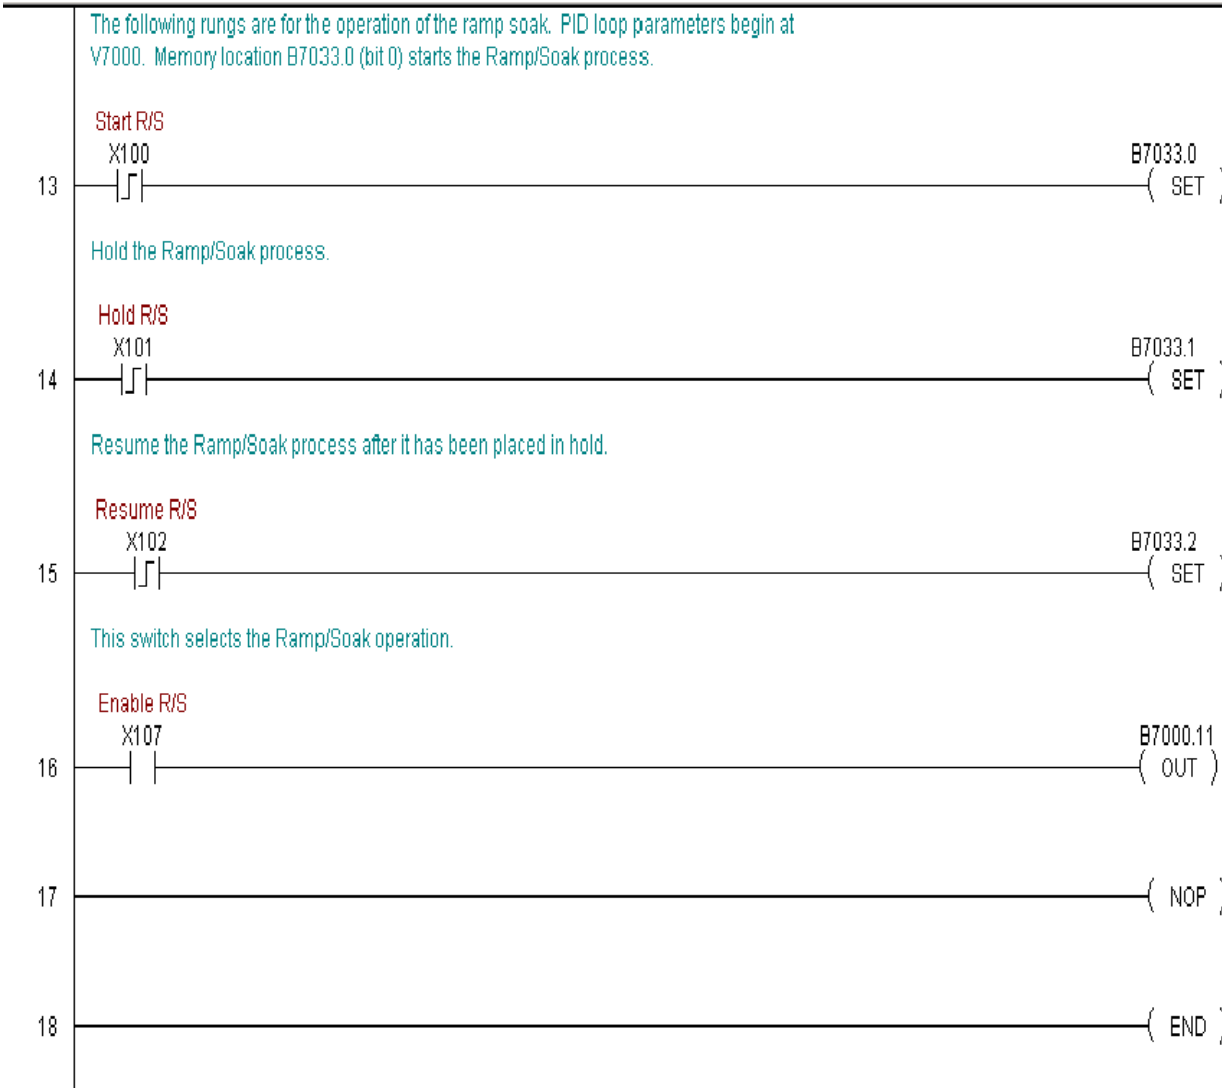 The following rungs are for the operation of the ramp soak.  PID loop parameters begin at
V7000.  Memory location B7033.0 (bit 0) starts the Ramp/Soak process.
Start R/S
X100
B7033.0
13
( SET )
Hold the Ramp/Soak process.
Hold R/S
X101
B7033.1
14
( SET )
Resume the Ramp/Soak process after it has been placed in hold.
Resume R/S
X102
B7033.2
15
( SET )
This switch selects the Ramp/Soak operation.
Enable R/S
X107
B7000.11
16
( OUT )
17
( NOP )
18
( END )